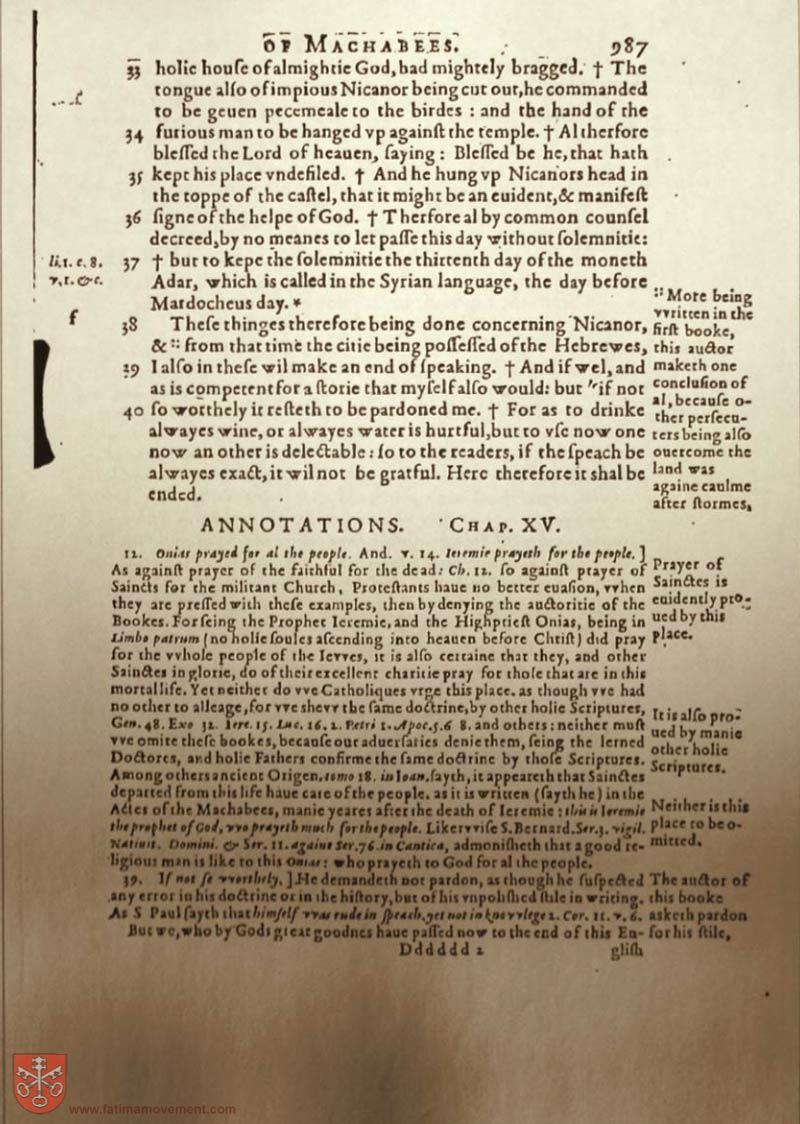 OF MACHABEES. 987
33 holie houſe of almightie God, had mightely bragged. † The
tongue alſo of impious Nicanor being cut out, he commanded
to be geuen peecemeale to the birdes : and the hand of the
34 furious man to be hanged vp againſt the temple. † Al therfore
bleſſed the Lord of heauen, ſaying : Bleſſed be he, that hath
35 kept his place vndefiled. † And he hung vp Nicanors head in
the toppe of the caſtel, that it might be an euident, & manifeſt
36 ſigne of the helpe of God. † Therfore al by common counſel
decreed, by no meanes to let paſſe this day without ſolemnitie:
li.1. c. 8. 37 † but to kepe the ſolemnitie the thirtenth day of the moneth
v.1. &c. Adar, which is called in the Syrian language, the day before
Mardocheus day. *
f
38 Theſe thinges therefore being done concerning Nicanor,
& :: from that time the citie being poſſeſſed of the Hebrewes,
39 I alſo in theſe wil make an end of ſpeaking. † And if wel, and
as is competent for a ſtorie that myſelf alſo would: but "if not
40 ſo worthely it reſteth to be pardoned me. † For as to drinke
alwayes wine, or alwayes water is hurtful, but to vſe now one
now an other is delectable: ſo to the readers, if the ſpeach be
alwayes exact, it wil not be gratful. Here therefore it shal be
ended.
:: More being
vvritten in the
firſt booke,
this auctor
maketh one
concluſion of
al, becauſe o-
ther perſecu-
ters being alſo
ouercome the
land was
againe caulme
after ſtormes,
ANNOTATIONS. CHAP. XV.
12. Onias prayed for al the people. And. v. 14. Ieremie prayeth for the people. ]
As againſt prayer of the faithful for the dead: Ch. 12. ſo againſt prayer of
Saincts for the militant Church, Proteſtants haue no better euaſion, vvhen
they are preſſed with theſe examples, then by denying the auctoritie of the
Bookes. For ſeing the Prophet Ieremie, and the Highprieſt Onias, being in
Limbo patrum (no holie ſoules aſcending into heauen before Chriſt) did pray
for the vvhole people of the Ievves, it is alſo certaine that they, and other
Sainctes in glorie, do of their excellent charitie pray for thoſe that are in this
mortal life. Yet neither do vve Catholiques vrge this place. as though vve had
no other to alleage, for vve shevv the ſame doctrine, by other holie Scriptures,
Gen. 48. Exo 32. Iere. 15. Luc. 16. 2. Petri 1. Apoc. 5. 6 8. and others: neither muſt
vve omite theſe bookes, becauſe our aduerſaries denie them, ſeing the lerned
Doctores, and holie Fathers confirme the ſame doctrine by thoſe Scriptures.
Among others ancient Origen. tomo 18. in Ioan. ſayth, it appeareth that Sainctes
departed from this life haue care of the people. as it is written (ſayth he) in the
Actes of the Machabees, manie yeares after the death of Ieremie : this is Ieremie
the prophet of God, vvo prayeth much for the people. Likervviſe S. Bernard. Ser. 3. vigil.
Natiuit. Domini. & Ser. 11. againe Ser. 76. in Cantica, admoniſheth that a good re-
ligious man is like to this Onias: who prayeth to God for al the people.
39. If not ſo vvorthely. ] He demandeth not pardon, as though he ſuſpected
any error in his doctrine or in the hiſtory, but of his vnpoliſhed ſtile in writing.
As S Paul ſayth that himſelf vvas rude in ſpeach, yet not in knovvlege 2. Cor. 11. v. 6.
But we, who by Gods great goodnes haue paſſed now to the end of this En-
Dddddd 2 gliſh
Prayer of
Sainctes is
euidently pro-
ued by this
place.
It is alſo pro-
ued by manie
other holie
Scriptures.
Neither is this
place to be o-
mitted.
The auctor of
this booke
asketh pardon
for his ſtile,
www.fatimamovement.com